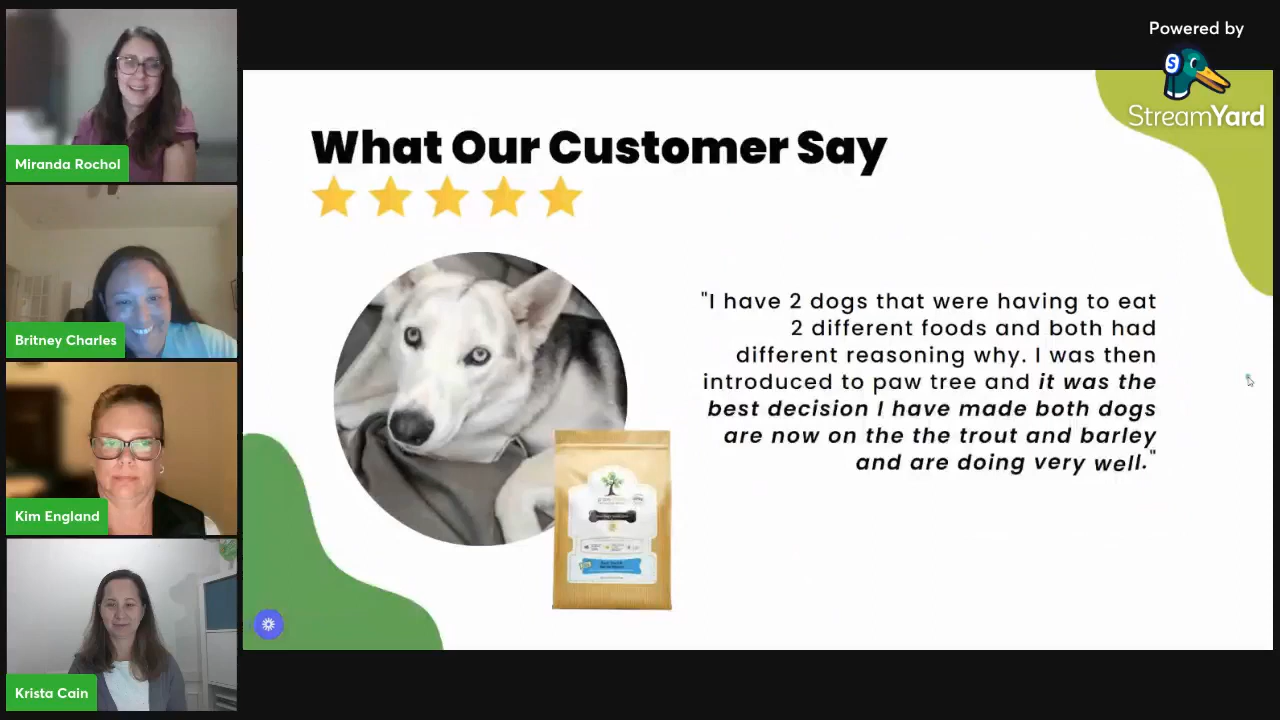 Miranda Rochol
Britney Charles
Kim England
Krista Cain
Powered by
StreamYard
What Our Customer Say
"I have 2 dogs that were having to eat
2 different foods and both had
different reasoning why. I was then
introduced to paw tree and it was the
best decision I have made both dogs
are now on the the trout and barley
and are doing very well."